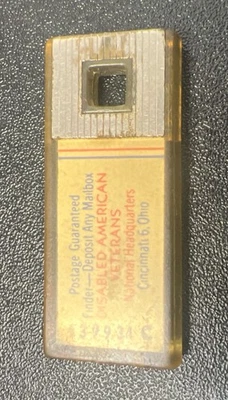 Postage Guaranteed
Finder—Deposit Any Mailbox
DISABLED AMERICAN
VETERANS
National Headquarters
Cincinnati 6, Ohio